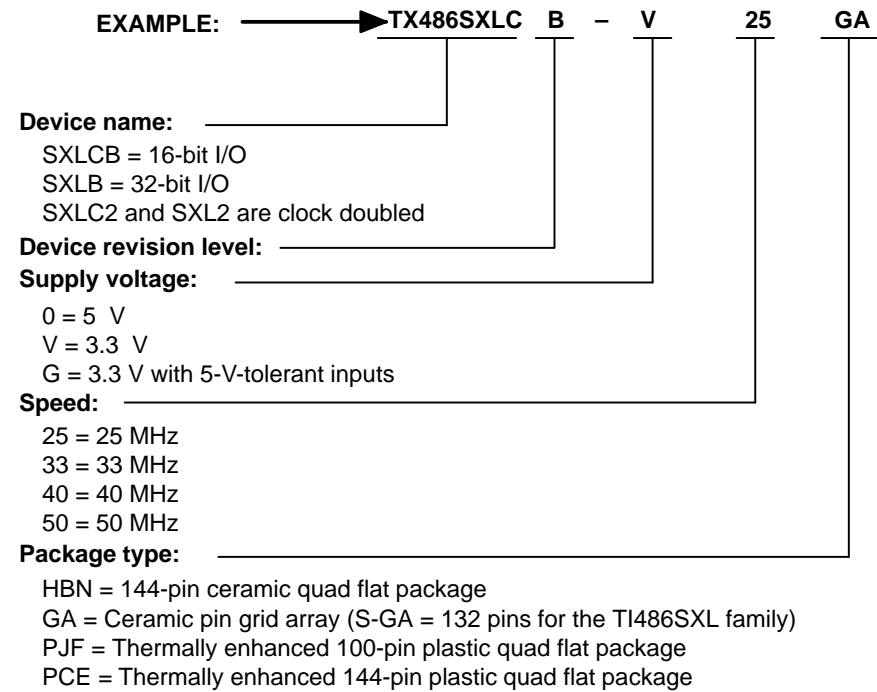 EXAMPLE: TX486SXLC B – V 25 GA
Device name:
SXLCB = 16-bit I/O
SXLB = 32-bit I/O
SXLC2 and SXL2 are clock doubled
Device revision level:
Supply voltage:
0 = 5 V
V = 3.3 V
G = 3.3 V with 5-V-tolerant inputs
Speed:
25 = 25 MHz
33 = 33 MHz
40 = 40 MHz
50 = 50 MHz
Package type:
HBN = 144-pin ceramic quad flat package
GA = Ceramic pin grid array (S-GA = 132 pins for the TI486SXL family)
PJF = Thermally enhanced 100-pin plastic quad flat package
PCE = Thermally enhanced 144-pin plastic quad flat package